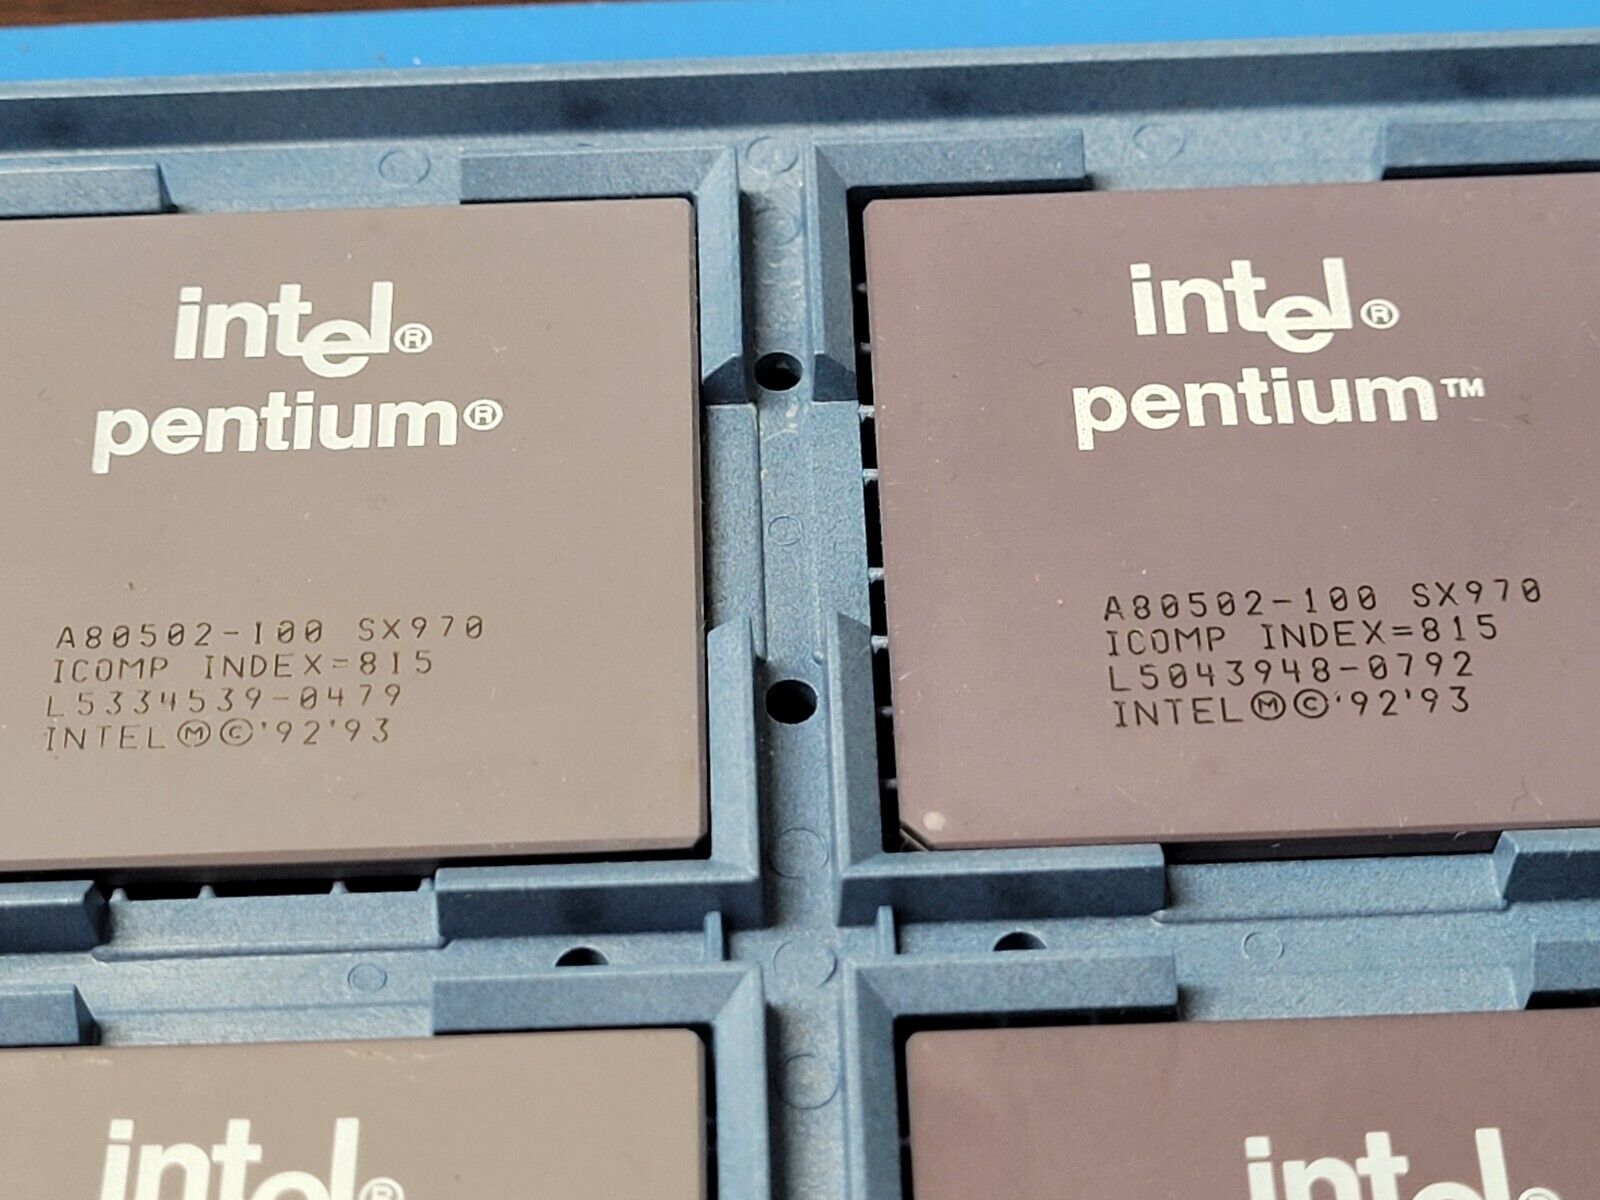 intel®
pentium®
A80502-100 SX970
ICOMP INDEX=815
L5334539-0479
INTEL Ⓜ©'92'93
intel®
pentium™
A80502-100 SX970
ICOMP INDEX=815
L5043948-0792
INTEL Ⓜ©'92'93
intel®
intel